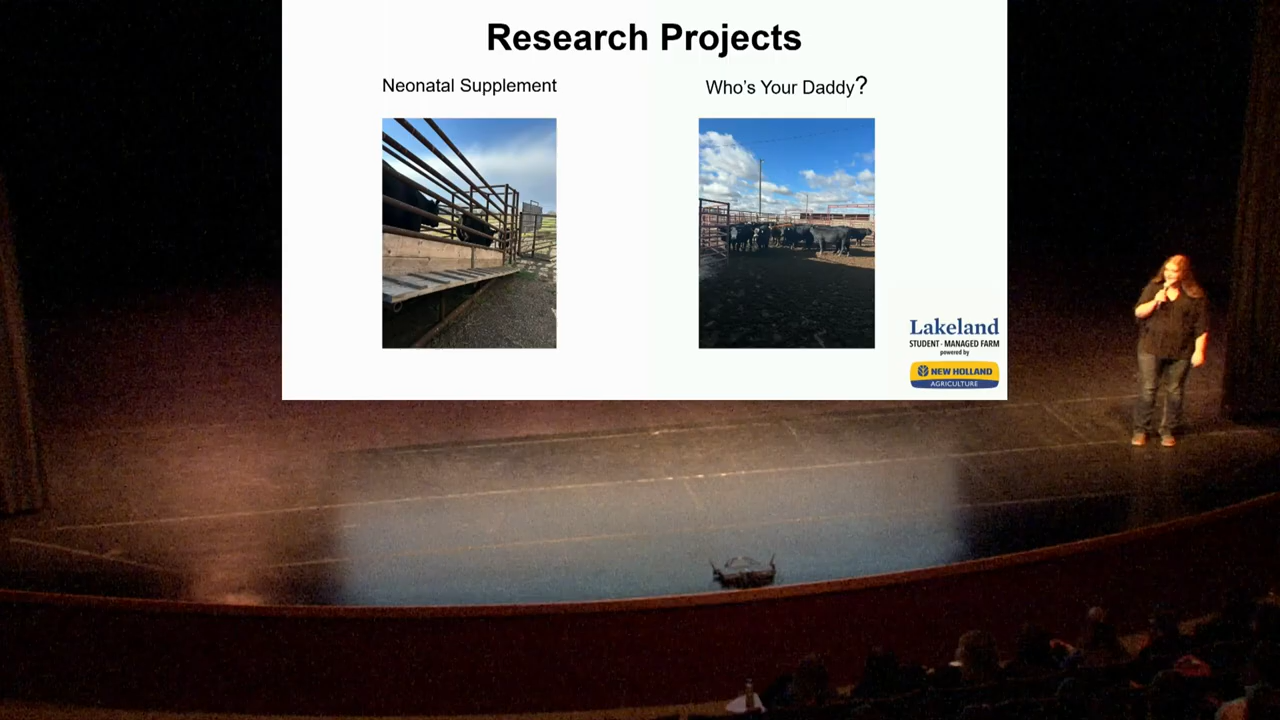 Research Projects
Neonatal Supplement
Who's Your Daddy?
Lakeland
STUDENT-MANAGED FARM
powered by
NEW HOLLAND
AGRICULTURE